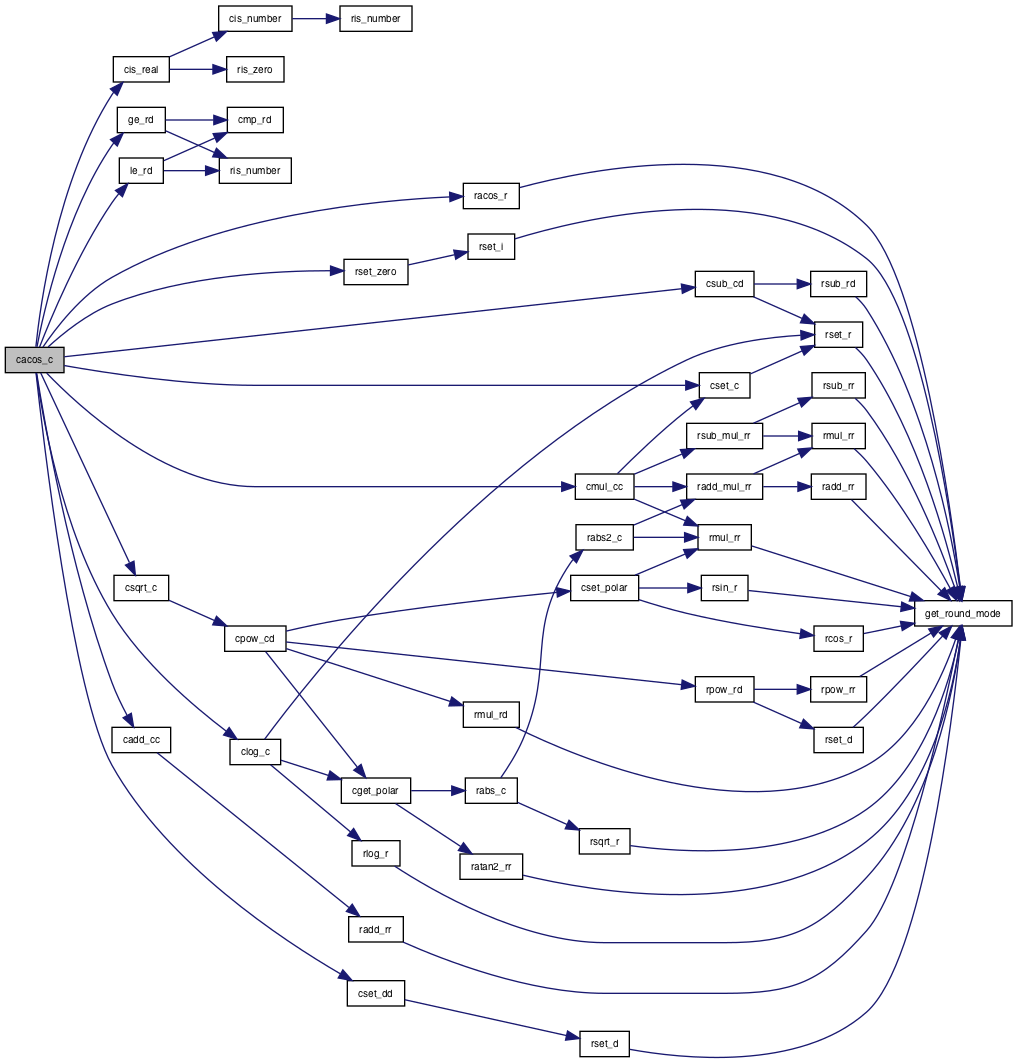 cis_number
ris_number
cis_real
ris_zero
ge_rd
cmp_rd
le_rd
ris_number
racos_r
rset_i
rset_zero
csub_cd
rsub_rd
rset_r
cacos_c
cset_c
rsub_rr
rsub_mul_rr
rmul_rr
cmul_cc
radd_mul_rr
radd_rr
rabs2_c
rmul_rr
csqrt_c
cset_polar
rsin_r
get_round_mode
cpow_cd
rcos_r
rpow_rd
rpow_rr
rmul_rd
cadd_cc
rset_d
clog_c
cget_polar
rabs_c
rsqrt_r
rlog_r
ratan2_rr
radd_rr
cset_dd
rset_d